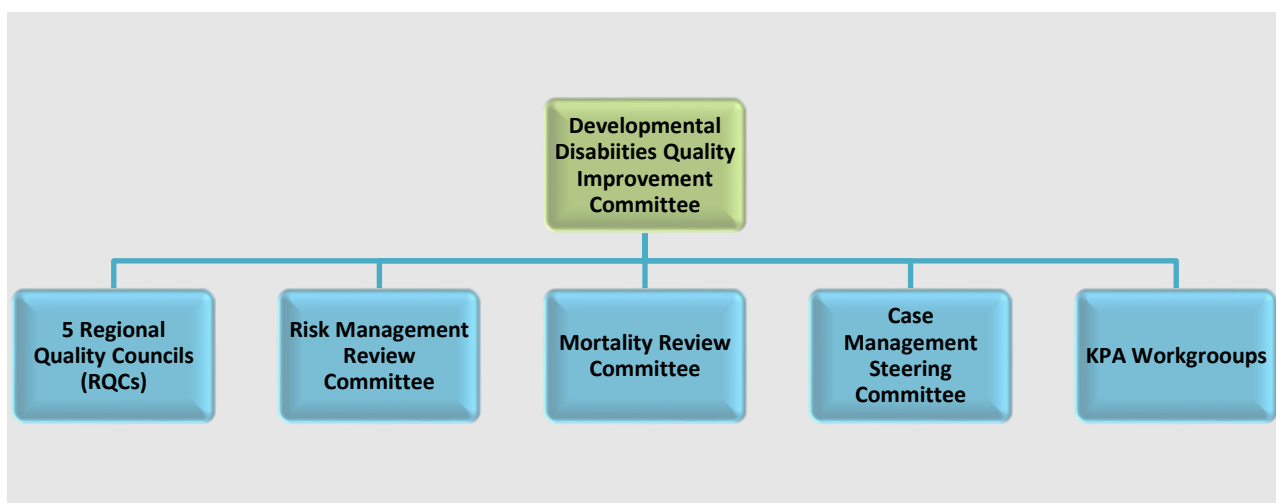 Developmental
Disabiities Quality
Improvement
Committee
5 Regional
Quality Councils
(RQCs)
Risk Management
Review
Committee
Mortality Review
Committee
Case
Management
Steering
Committee
KPA Workgrooups